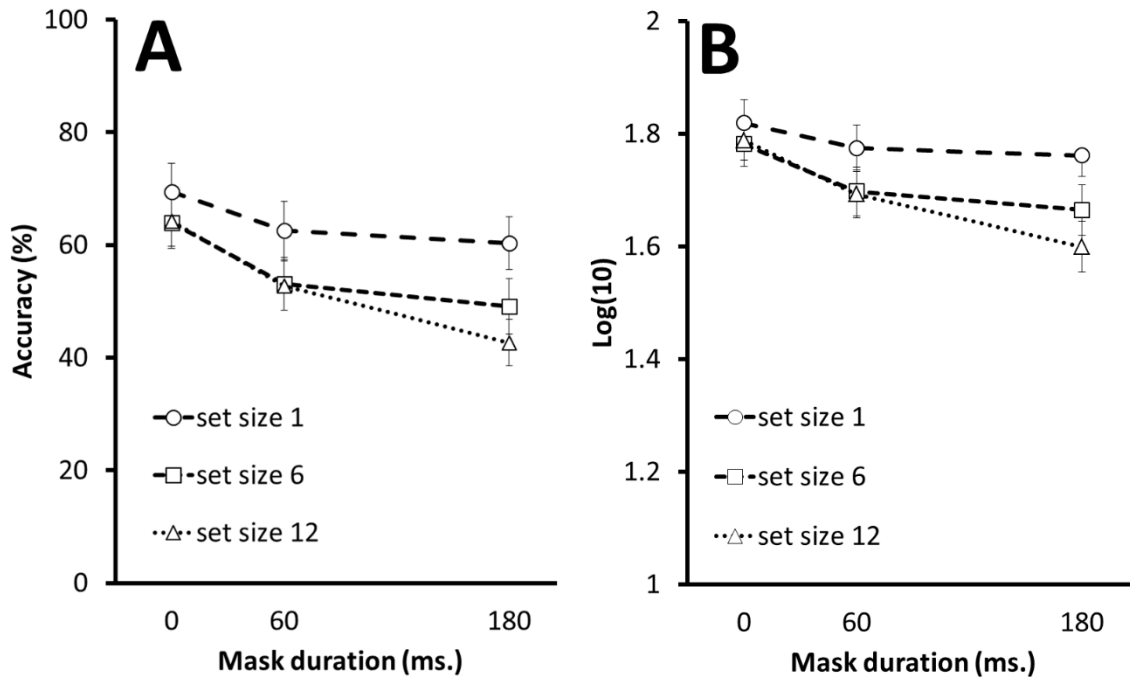 A
Accuracy (%)
100
80
60
40
20
0
set size 1
set size 6
set size 12
0 60 180
Mask duration (ms.)
B
Log(10)
2
1.8
1.6
1.4
1.2
1
set size 1
set size 6
set size 12
0 60 180
Mask duration (ms.)